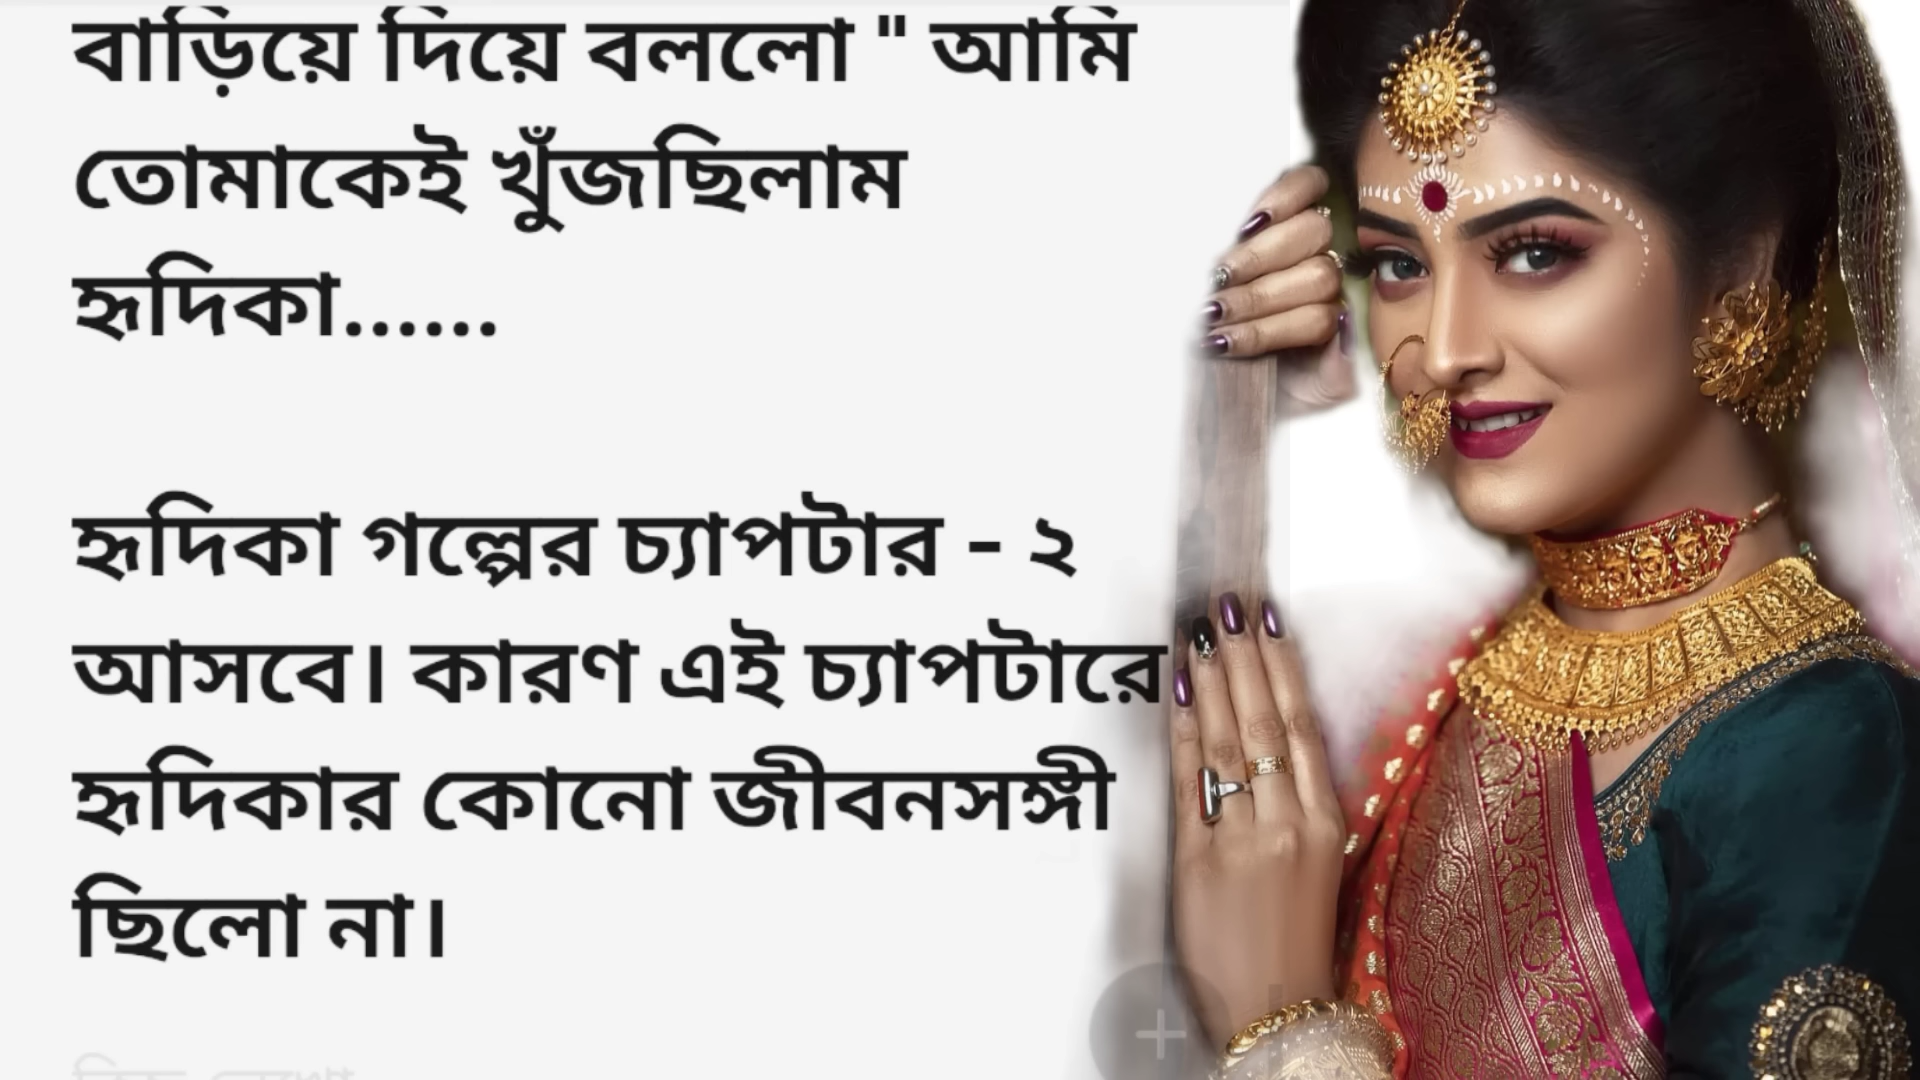 বাড়িয়ে দিয়ে বললো " আমি
তোমাকেই খুঁজছিলাম
হৃদিকা......
হৃদিকা গল্পের চ্যাপটার - ২
আসবে। কারণ এই চ্যাপটারে
হৃদিকার কোনো জীবনসঙ্গী
ছিলো না।